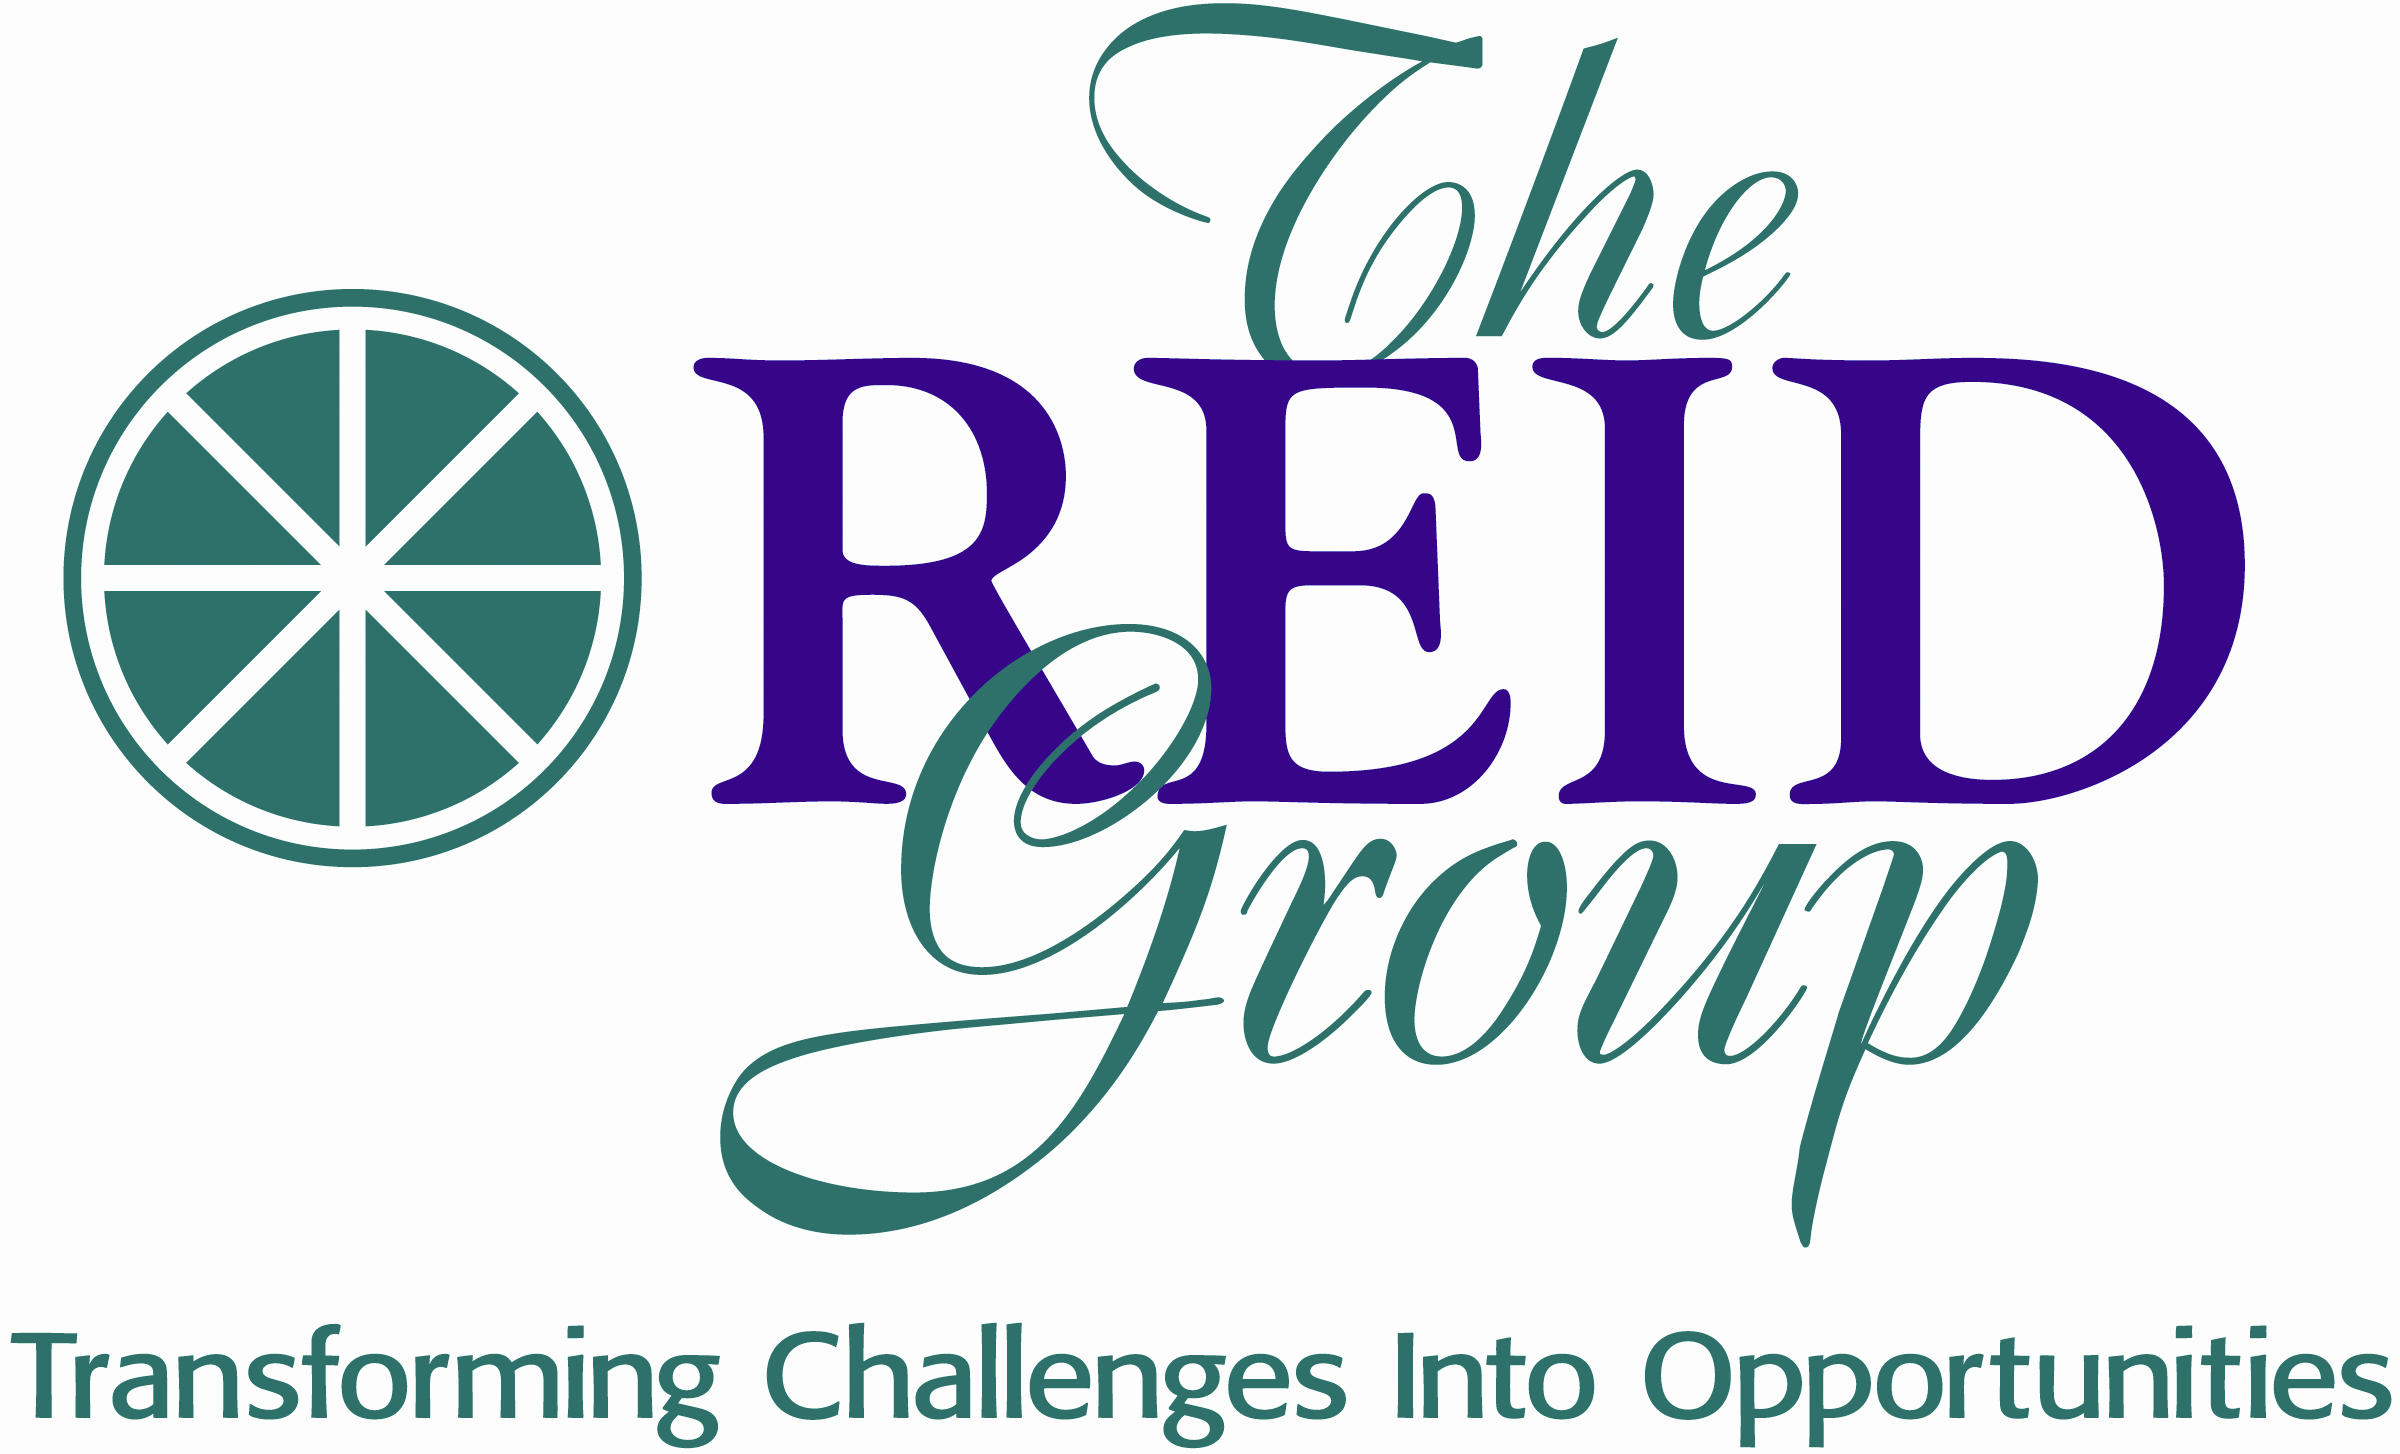 The
REID
Group
Transforming Challenges Into Opportunities